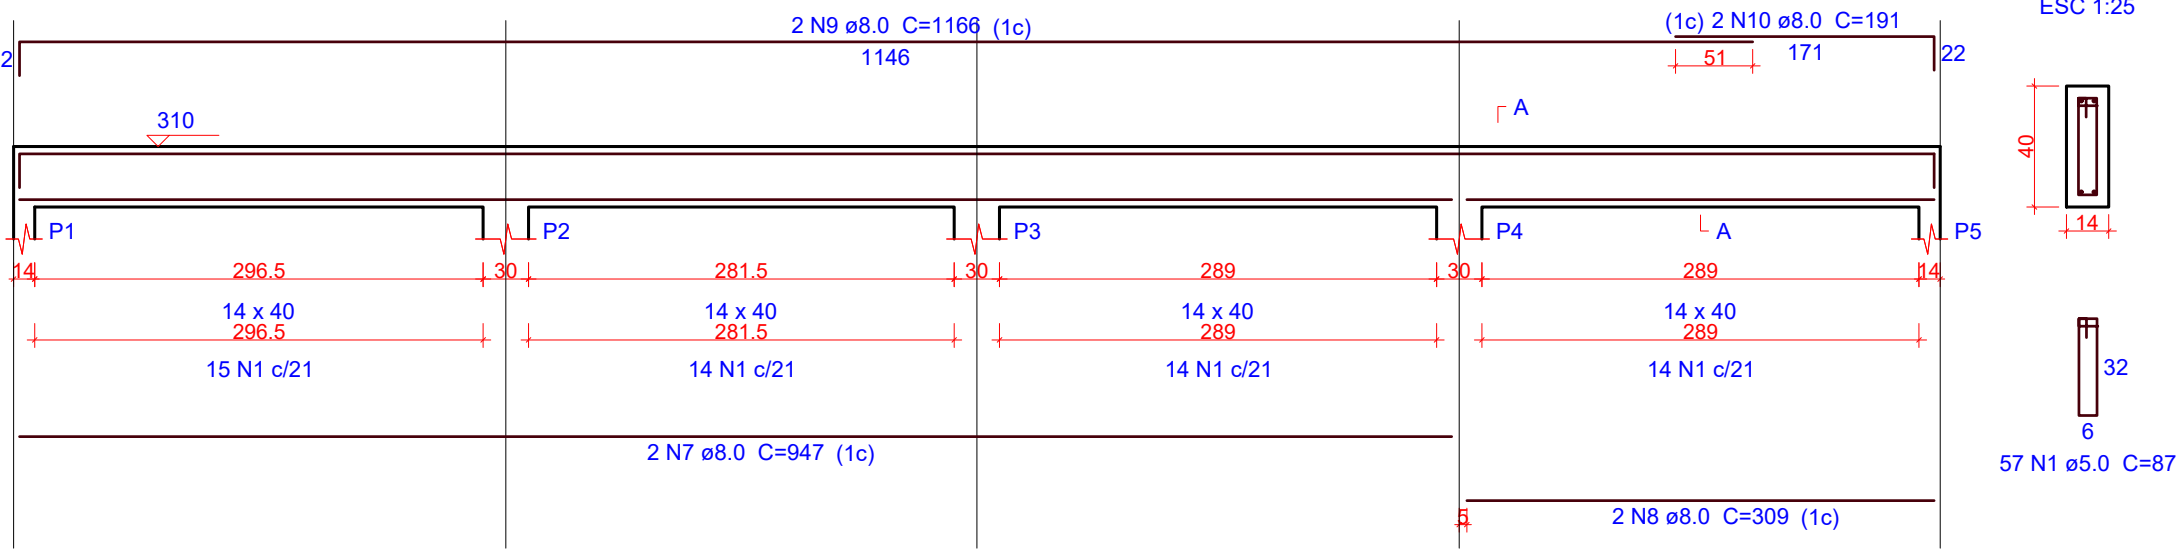 ESC 1:25
2 N9 ø8.0 C=1166 (1c)
(1c) 2 N10 ø8.0 C=191
2
1146
51
171
22
A
310
40
14
P1
P2
P3
P4
A
P5
14
296.5
30
281.5
30
289
30
289
14
14 x 40
14 x 40
14 x 40
14 x 40
296.5
281.5
289
289
15 N1 c/21
14 N1 c/21
14 N1 c/21
14 N1 c/21
32
6
2 N7 ø8.0 C=947 (1c)
57 N1 ø5.0 C=87
5
2 N8 ø8.0 C=309 (1c)